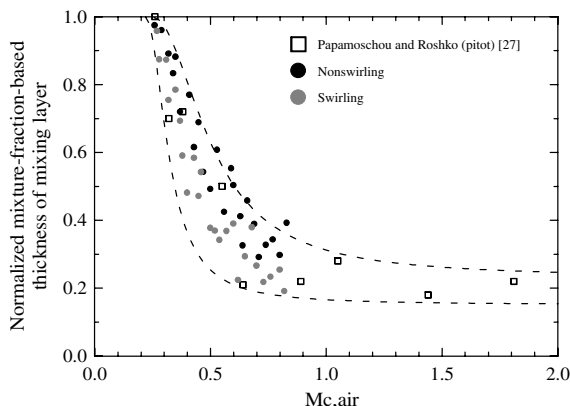 Normalized mixture-fraction-based
thickness of mixing layer
1.0
0.8
0.6
0.4
0.2
0.0
Papamoschou and Roshko (pitot) [27]
Nonswirling
Swirling
0.0 0.5 1.0 1.5 2.0
Mc,air